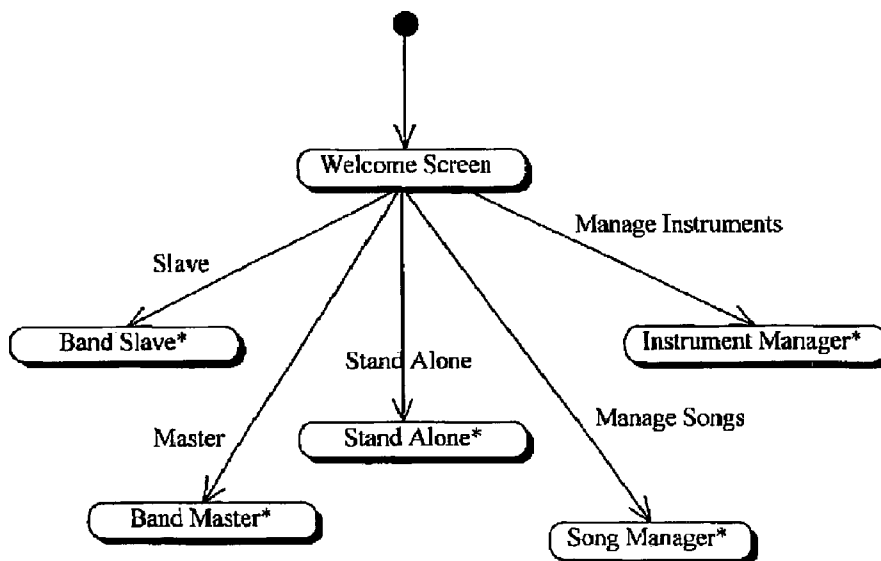 Welcome Screen
Manage Instruments
Slave
Band Slave*
Instrument Manager*
Stand Alone
Manage Songs
Master
Stand Alone*
Band Master*
Song Manager*